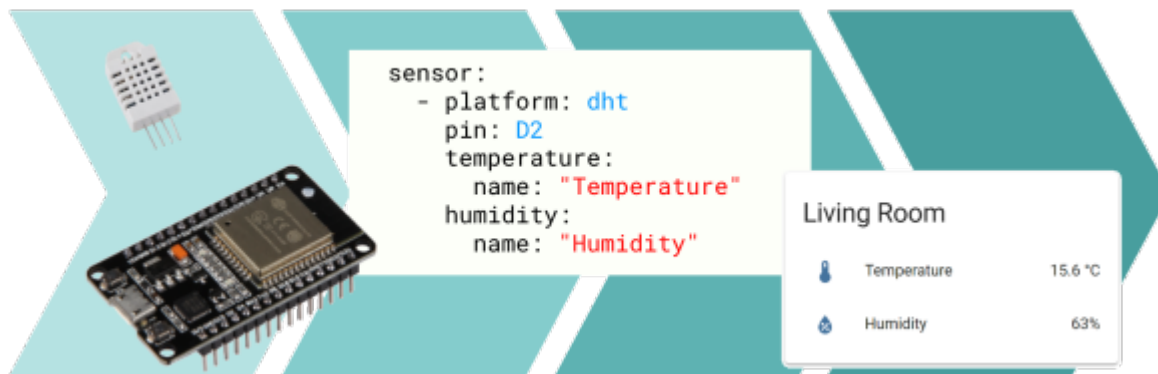 sensor:
  - platform: dht
    pin: D2
    temperature:
      name: "Temperature"
    humidity:
      name: "Humidity"
Living Room
Temperature 15.6 °C
Humidity 63%